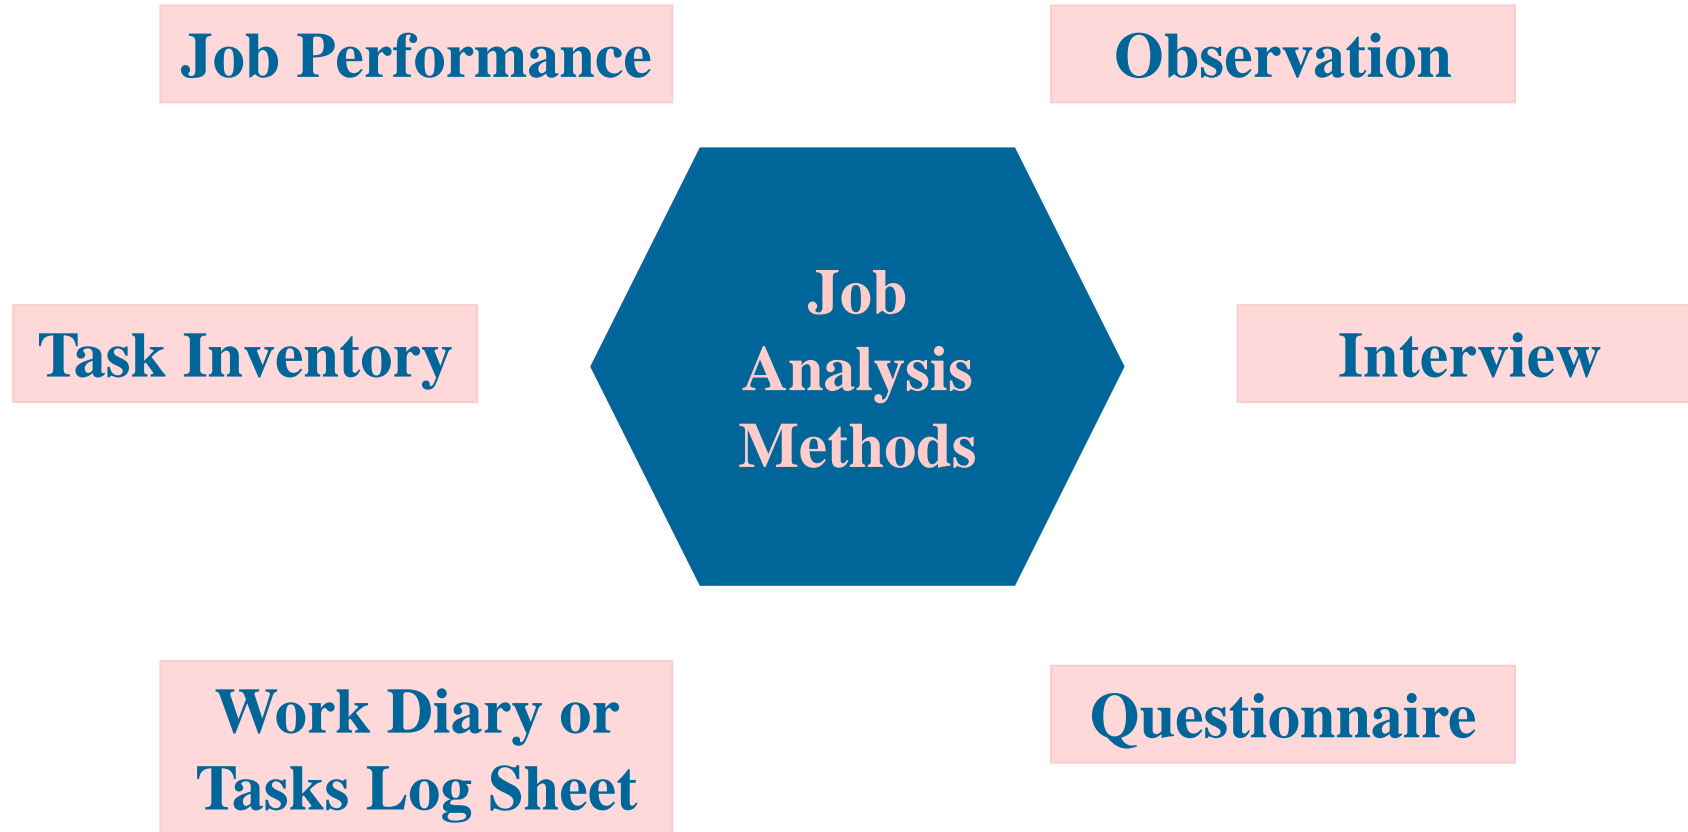 Job Performance
Observation
Job
Analysis
Methods
Task Inventory
Interview
Work Diary or
Tasks Log Sheet
Questionnaire